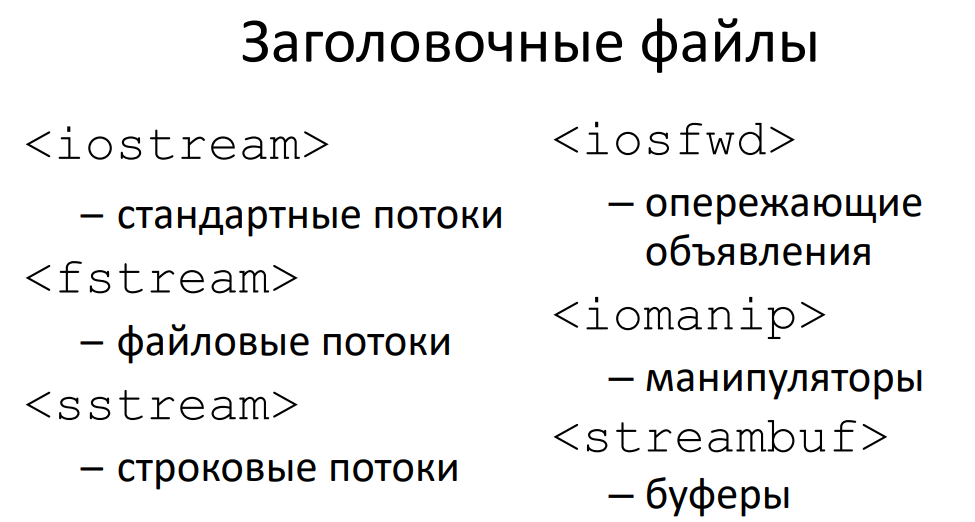 Заголовочные файлы
<iostream>
– стандартные потоки
<fstream>
– файловые потоки
<sstream>
– строковые потоки
<iosfwd>
– опережающие
объявления
<iomanip>
– манипуляторы
<streambuf>
– буферы